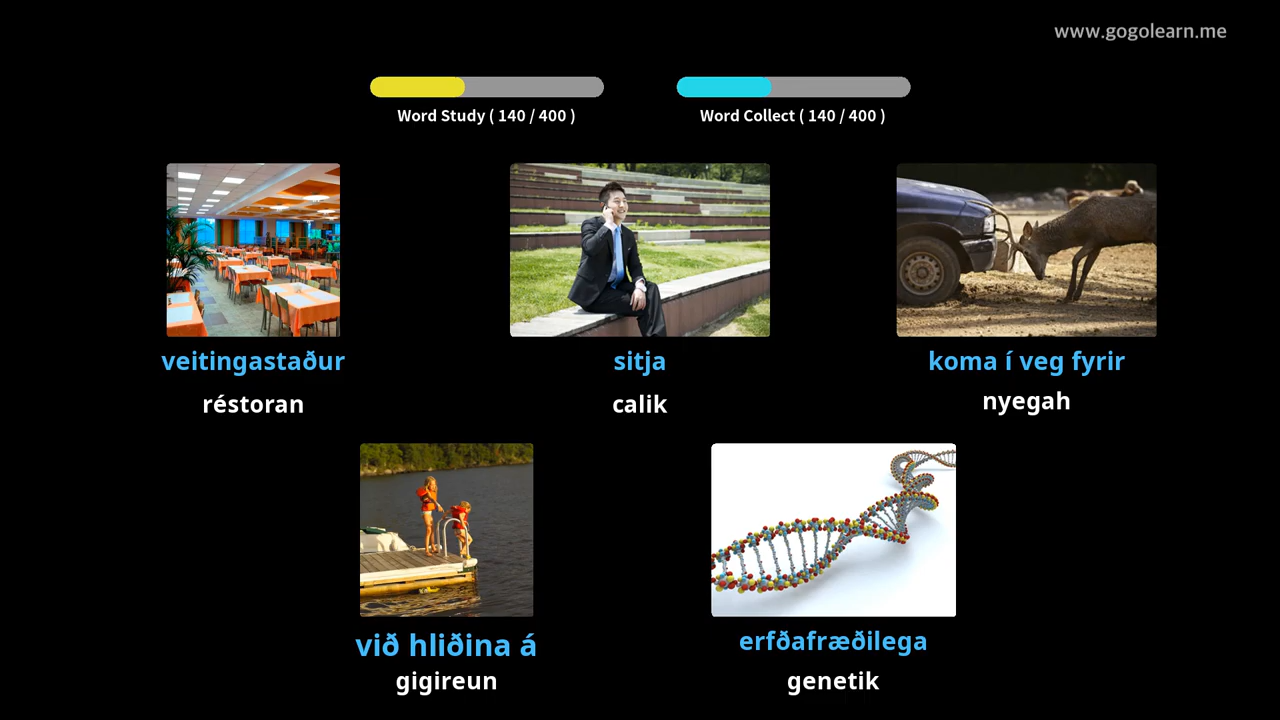 www.gogolearn.me
Word Study ( 140 / 400 )
Word Collect ( 140 / 400 )
veitingastaður
réstoran
sitja
calik
koma í veg fyrir
nyegah
við hliðina á
gigireun
erfðafræðilega
genetik